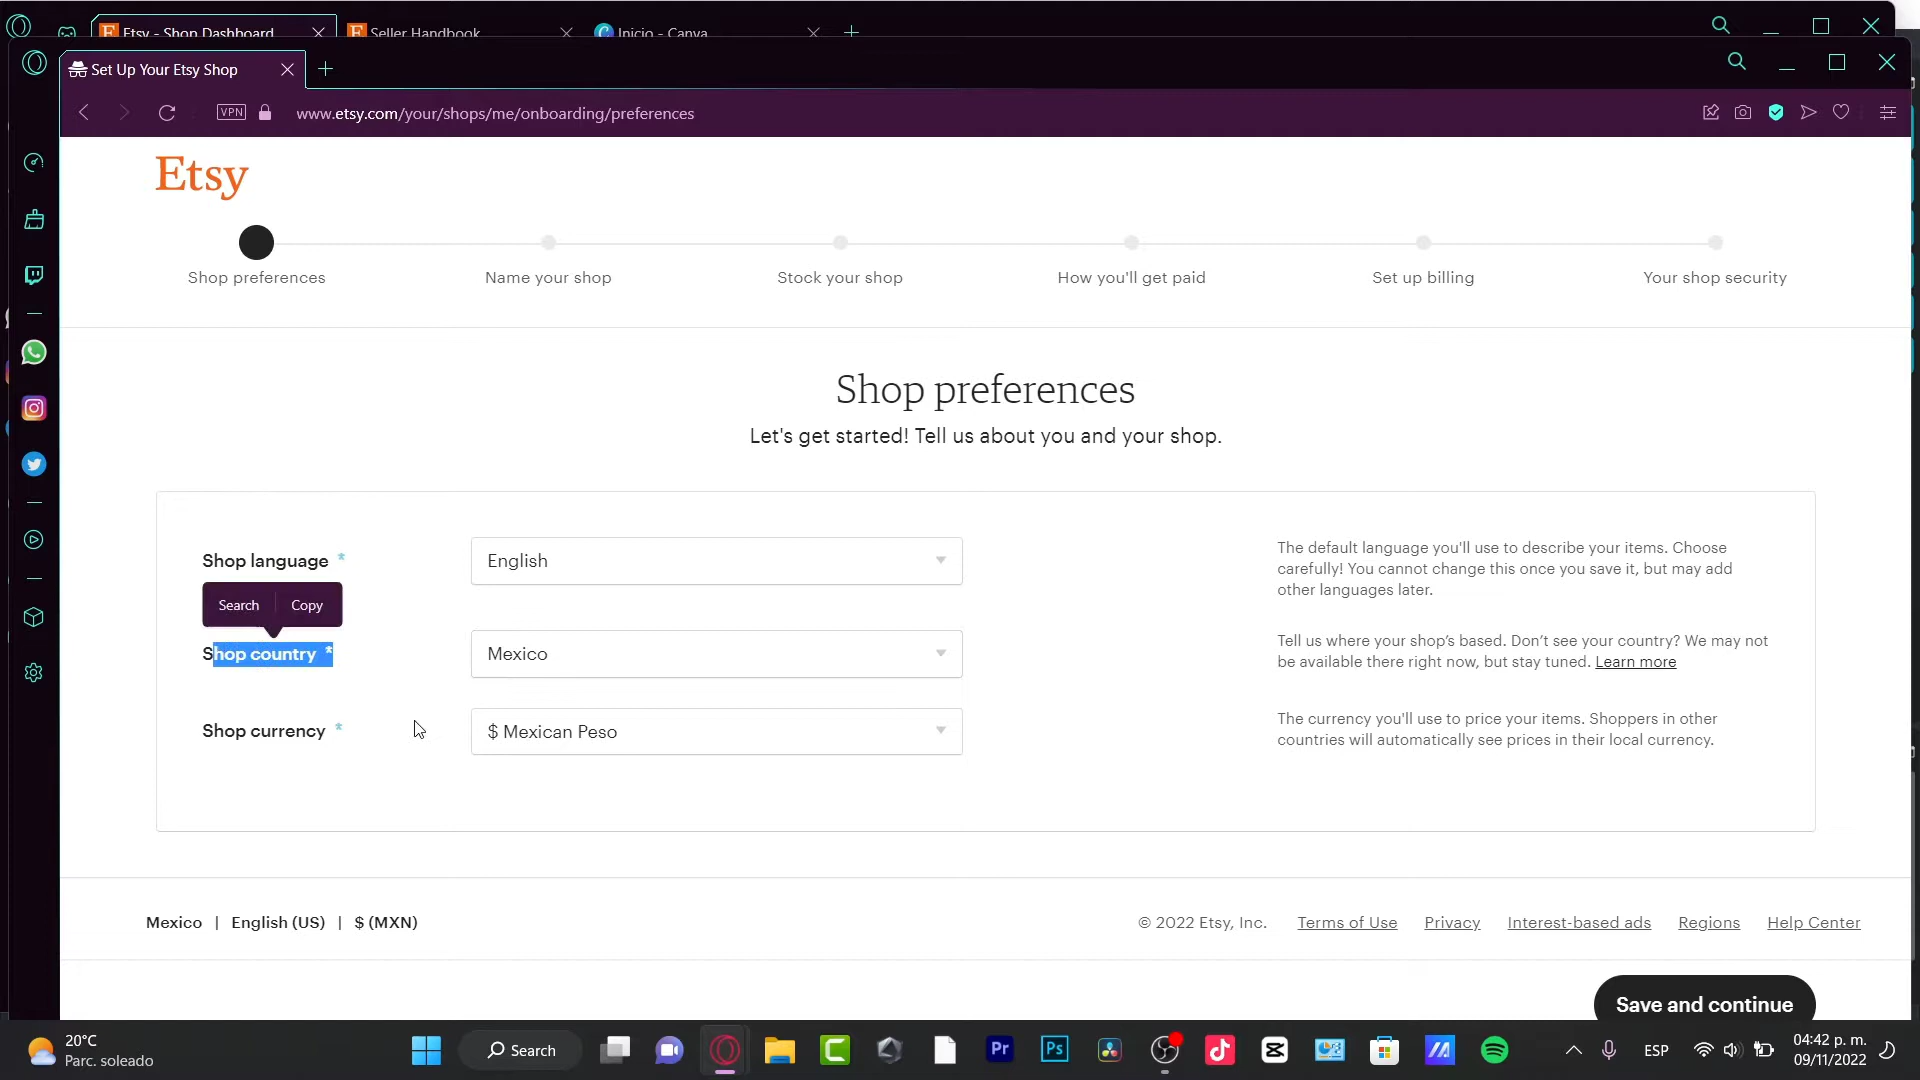 Etsy - Shop Dashboard
Seller Handbook
Inicio - Canva
Set Up Your Etsy Shop
VPN
www.etsy.com/your/shops/me/onboarding/preferences
Etsy
Shop preferences
Name your shop
Stock your shop
How you'll get paid
Set up billing
Your shop security
Shop preferences
Let's get started! Tell us about you and your shop.
Shop language *
English
The default language you'll use to describe your items. Choose
carefully! You cannot change this once you save it, but may add
other languages later.
Search
Copy
Shop country *
Mexico
Tell us where your shop's based. Don't see your country? We may not
be available there right now, but stay tuned. Learn more
Shop currency *
$ Mexican Peso
The currency you'll use to price your items. Shoppers in other
countries will automatically see prices in their local currency.
Mexico | English (US) | $ (MXN)
© 2022 Etsy, Inc.
Terms of Use
Privacy
Interest-based ads
Regions
Help Center
Save and continue
20°C
Parc. soleado
Search
Pr
Ps
ESP
04:42 p. m.
09/11/2022